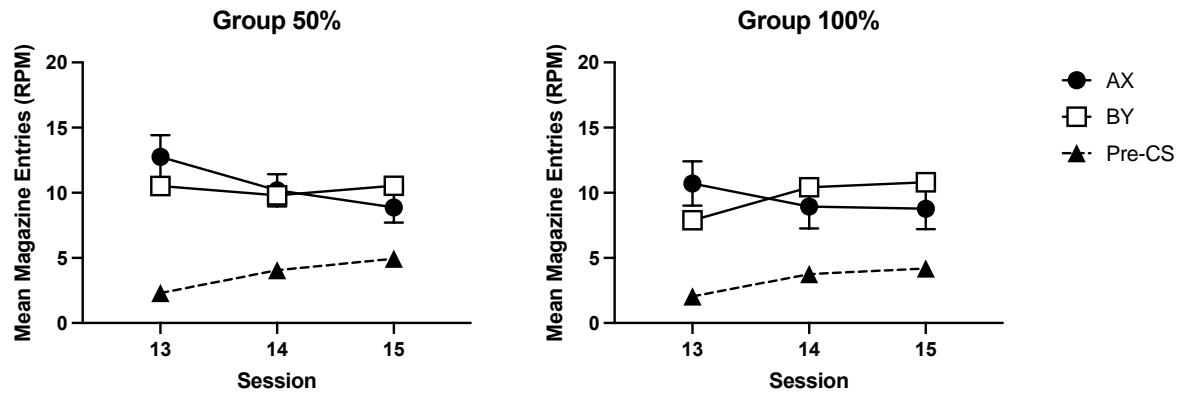 Group 50%
Mean Magazine Entries (RPM)
20
15
10
5
0
13
14
15
Session
Group 100%
Mean Magazine Entries (RPM)
20
15
10
5
0
13
14
15
Session
AX
BY
Pre-CS